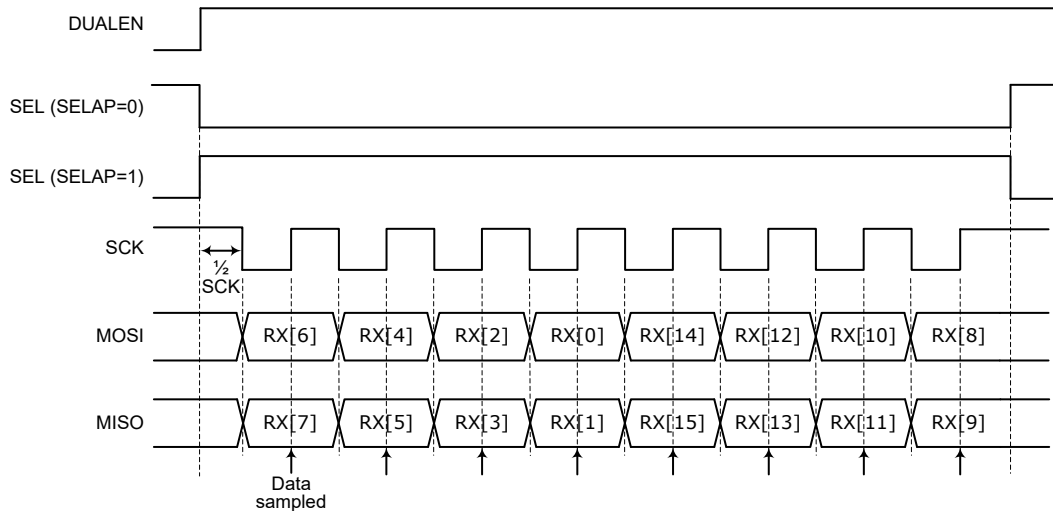 DUALEN
SEL (SELAP=0)
SEL (SELAP=1)
SCK
½
SCK
MOSI
RX[6]
RX[4]
RX[2]
RX[0]
RX[14]
RX[12]
RX[10]
RX[8]
MISO
RX[7]
RX[5]
RX[3]
RX[1]
RX[15]
RX[13]
RX[11]
RX[9]
Data
sampled